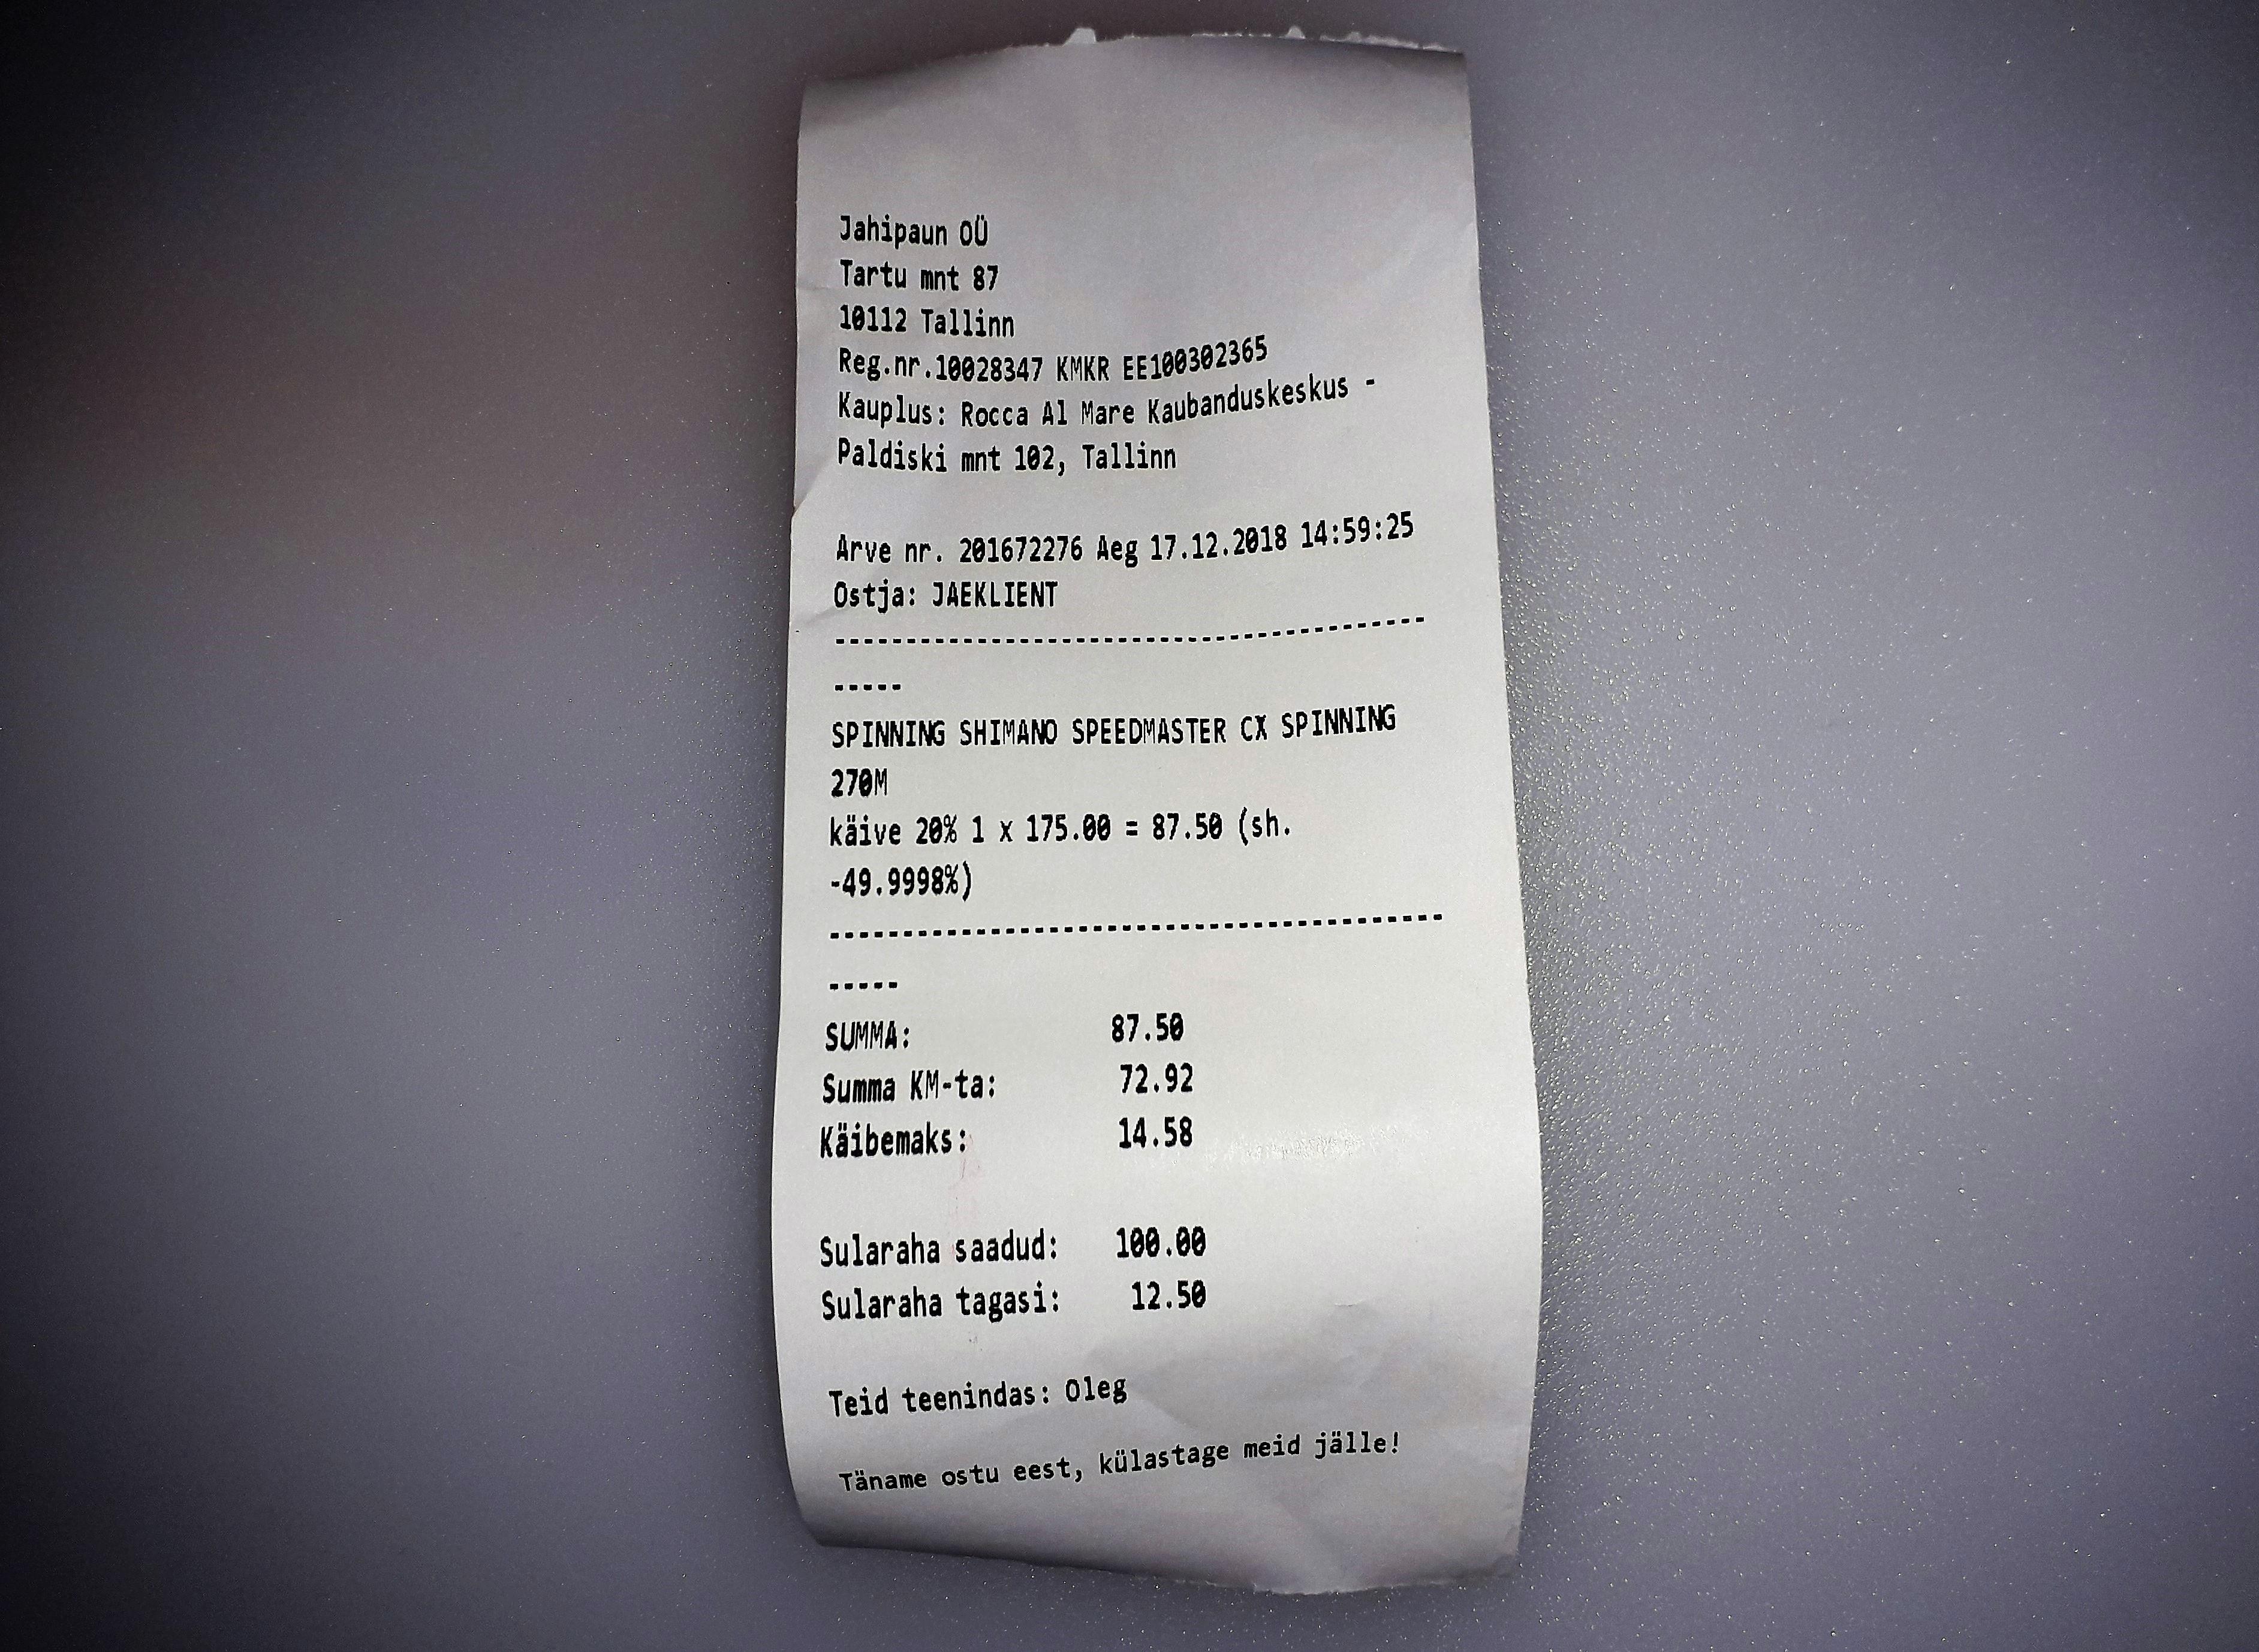 Jahipaun OÜ
Tartu mnt 87
10112 Tallinn
Reg.nr.10028347 KMKR EE100302365
Kauplus: Rocca Al Mare Kaubanduskeskus -
Paldiski mnt 102, Tallinn
Arve nr. 201672276 Aeg 17.12.2018 14:59:25
Ostja: JAEKLIENT
------------------------------------------
-----
SPINNING SHIMANO SPEEDMASTER CX SPINNING
270M
käive 20% 1 x 175.00 = 87.50 (sh.
-49.9998%)
------------------------------------------
-----
SUMMA: 87.50
Summa KM-ta: 72.92
Käibemaks: 14.58
Sularaha saadud: 100.00
Sularaha tagasi: 12.50
Teid teenindas: Oleg
Täname ostu eest, külastage meid jälle!